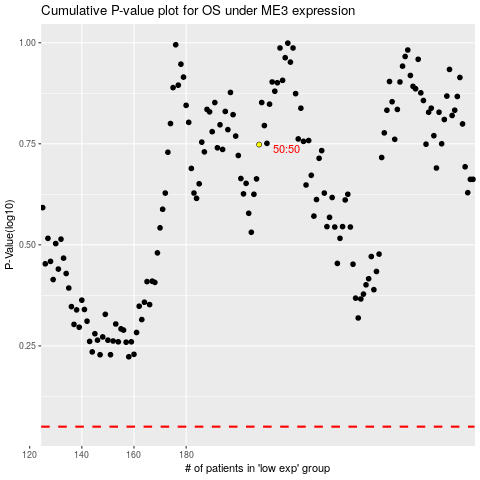 Cumulative P-value plot for OS under ME3 expression
P-Value(log10)
1.00
0.75
0.50
0.25
50:50
120 140 160 180
# of patients in 'low exp' group